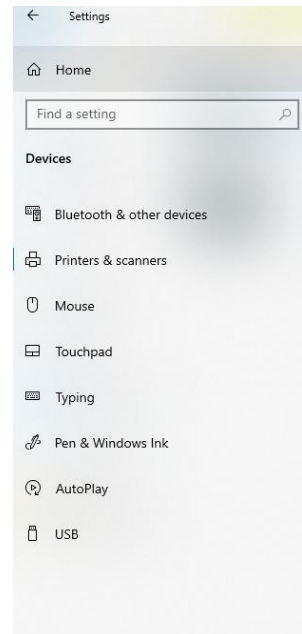 Settings
Home
Find a setting
Devices
Bluetooth & other devices
Printers & scanners
Mouse
Touchpad
Typing
Pen & Windows Ink
AutoPlay
USB